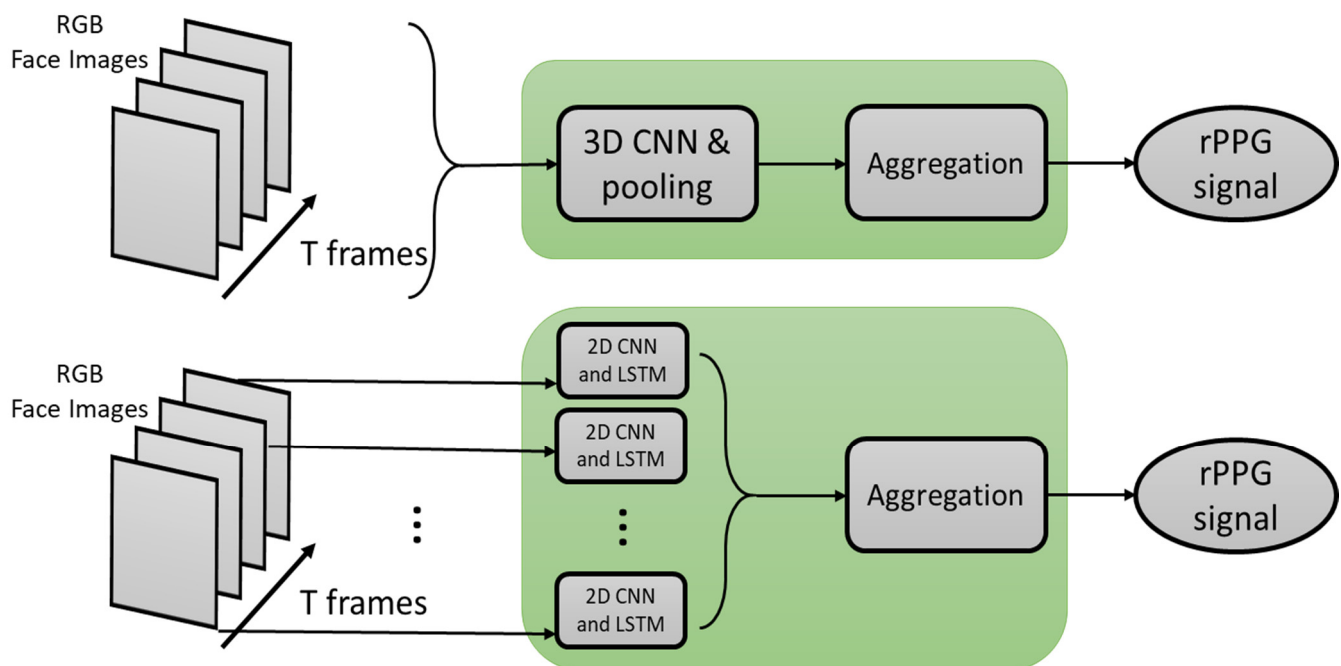 RGB
Face Images
T frames
3D CNN &
pooling
Aggregation
rPPG
signal
RGB
Face Images
T frames
2D CNN
and LSTM
2D CNN
and LSTM
2D CNN
and LSTM
Aggregation
rPPG
signal